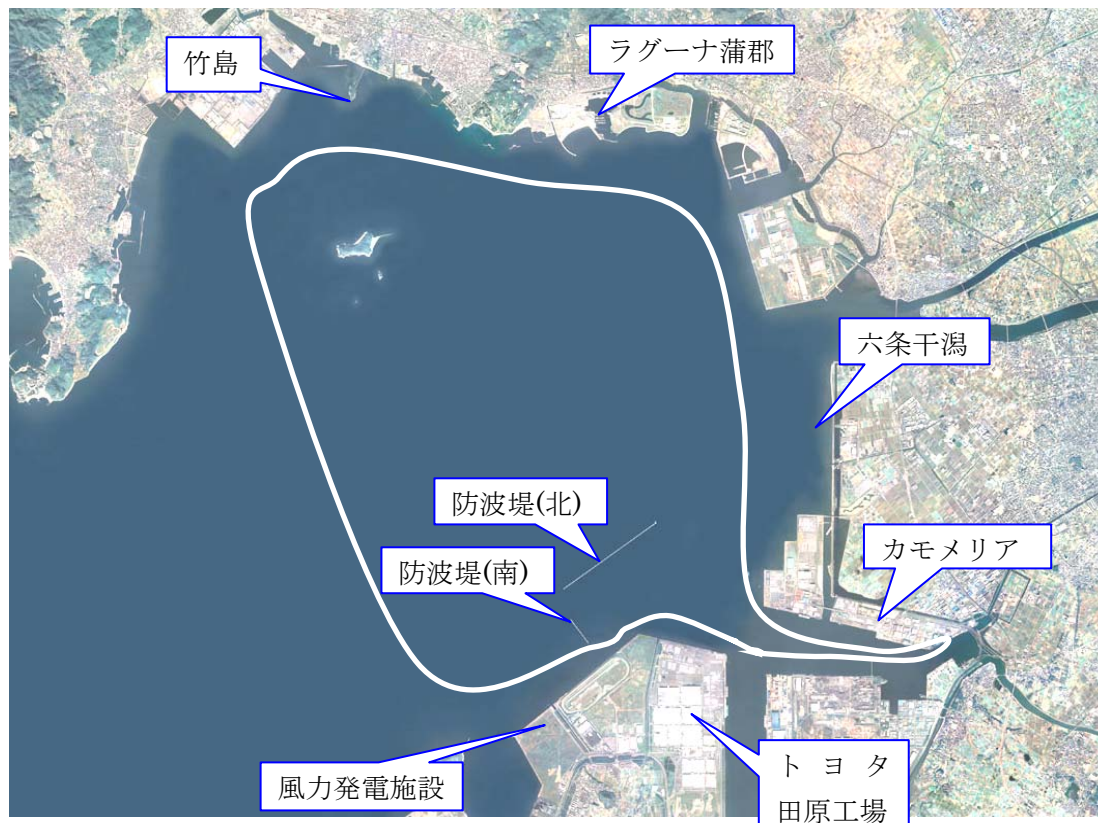 竹島
ラグーナ蒲郡
六条干潟
防波堤(北)
カモメリア
防波堤(南)
風力発電施設
トヨタ
田原工場